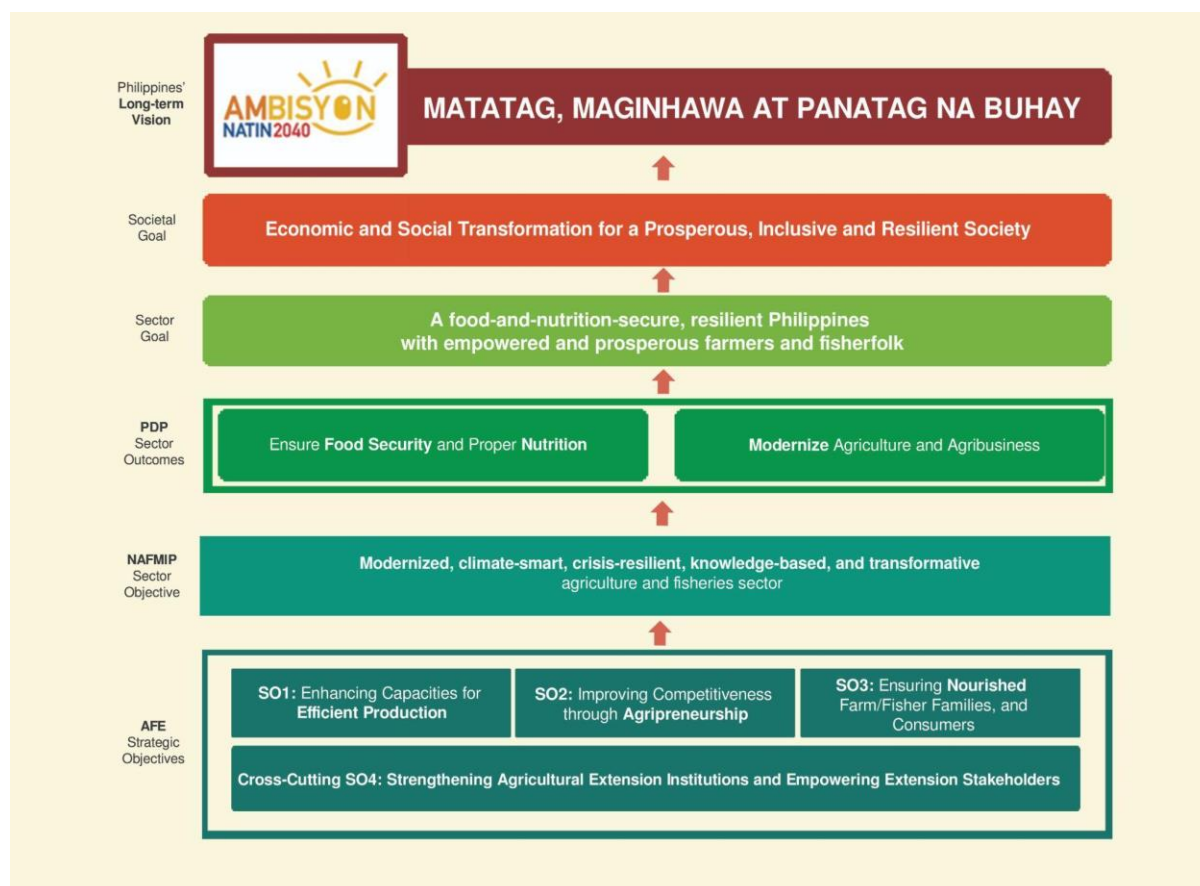 Philippines'
Long-term
Vision
AMBISYON
NATIN2040
MATATAG, MAGINHAWA AT PANATAG NA BUHAY
Societal
Goal
Economic and Social Transformation for a Prosperous, Inclusive and Resilient Society
Sector
Goal
A food-and-nutrition-secure, resilient Philippines
with empowered and prosperous farmers and fisherfolk
PDP
Sector
Outcomes
Ensure Food Security and Proper Nutrition
Modernize Agriculture and Agribusiness
NAFMIP
Sector
Objective
Modernized, climate-smart, crisis-resilient, knowledge-based, and transformative
agriculture and fisheries sector
AFE
Strategic
Objectives
SO1: Enhancing Capacities for
Efficient Production
SO2: Improving Competitiveness
through Agripreneurship
SO3: Ensuring Nourished
Farm/Fisher Families, and
Consumers
Cross-Cutting SO4: Strengthening Agricultural Extension Institutions and Empowering Extension Stakeholders